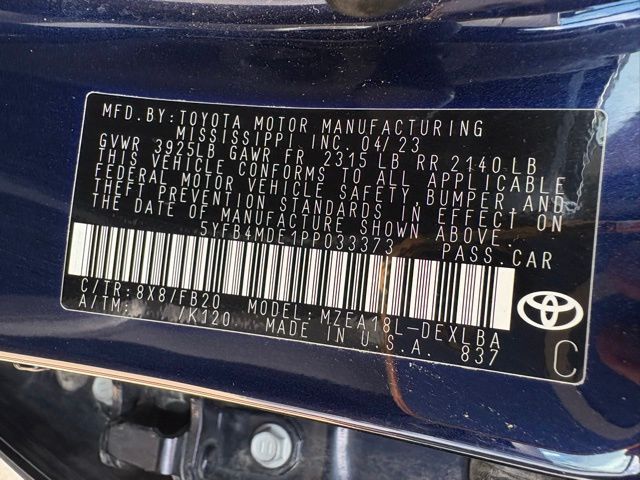 MFD.BY:TOYOTA MOTOR MANUFACTURING
MISSISSIPPI INC. 04/23
GVWR 3925LB GAWR FR 2315 LB RR 2140 LB
THIS VEHICLE CONFORMS TO ALL APPLICABLE
FEDERAL MOTOR VEHICLE SAFETY, BUMPER, AND
THEFT PREVENTION STANDARDS IN EFFECT ON
THE DATE OF MANUFACTURE SHOWN ABOVE.
5YFB4MDE1PP033373 PASS.CAR
C/TR:8X8/FB20 MODEL:MZEA18L-DEXLBA
A/TM: /K120 MADE IN U.S.A. 837
C